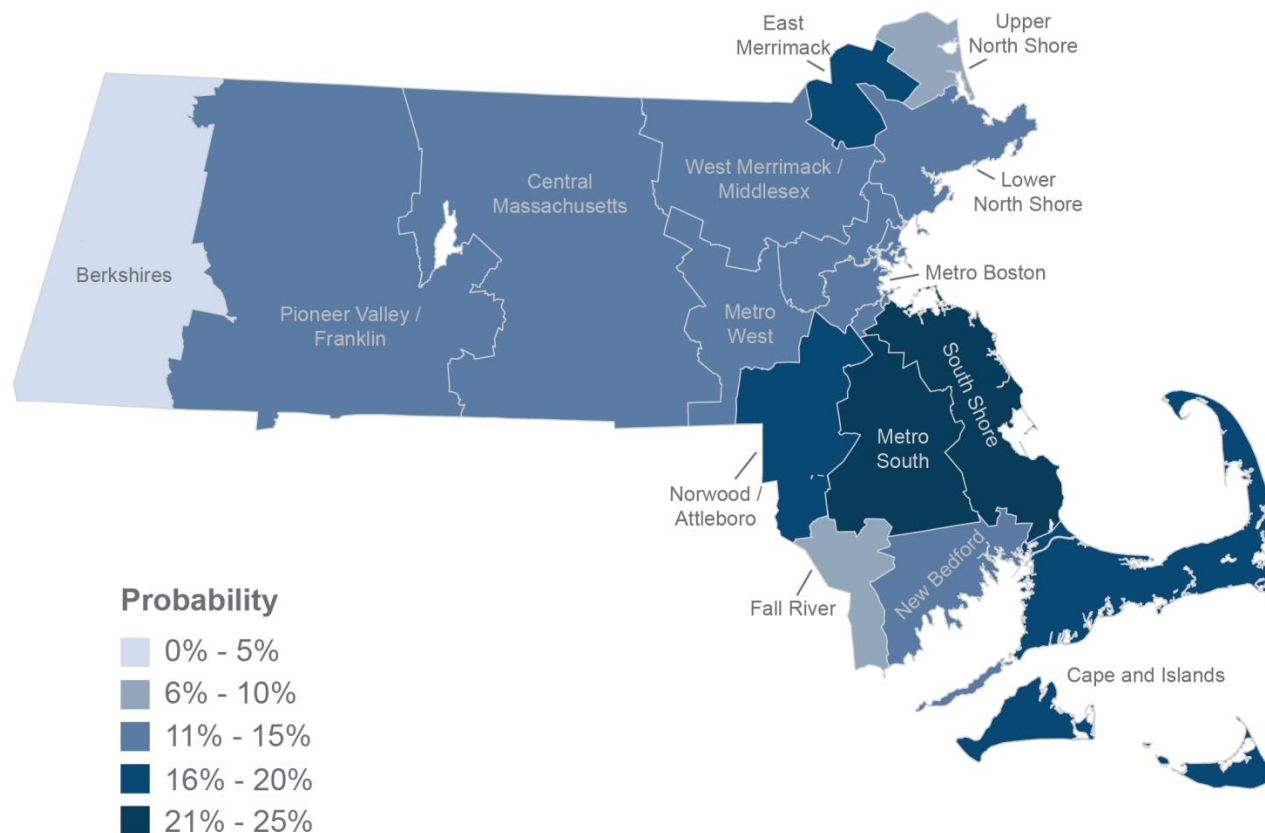 East
Merrimack
Upper
North Shore
West Merrimack /
Middlesex
Central
Massachusetts
Lower
North Shore
Berkshires
Metro Boston
Pioneer Valley /
Franklin
Metro
West
South Shore
Metro
South
Norwood /
Attleboro
New Bedford
Fall River
Cape and Islands
Probability
0% - 5%
6% - 10%
11% - 15%
16% - 20%
21% - 25%